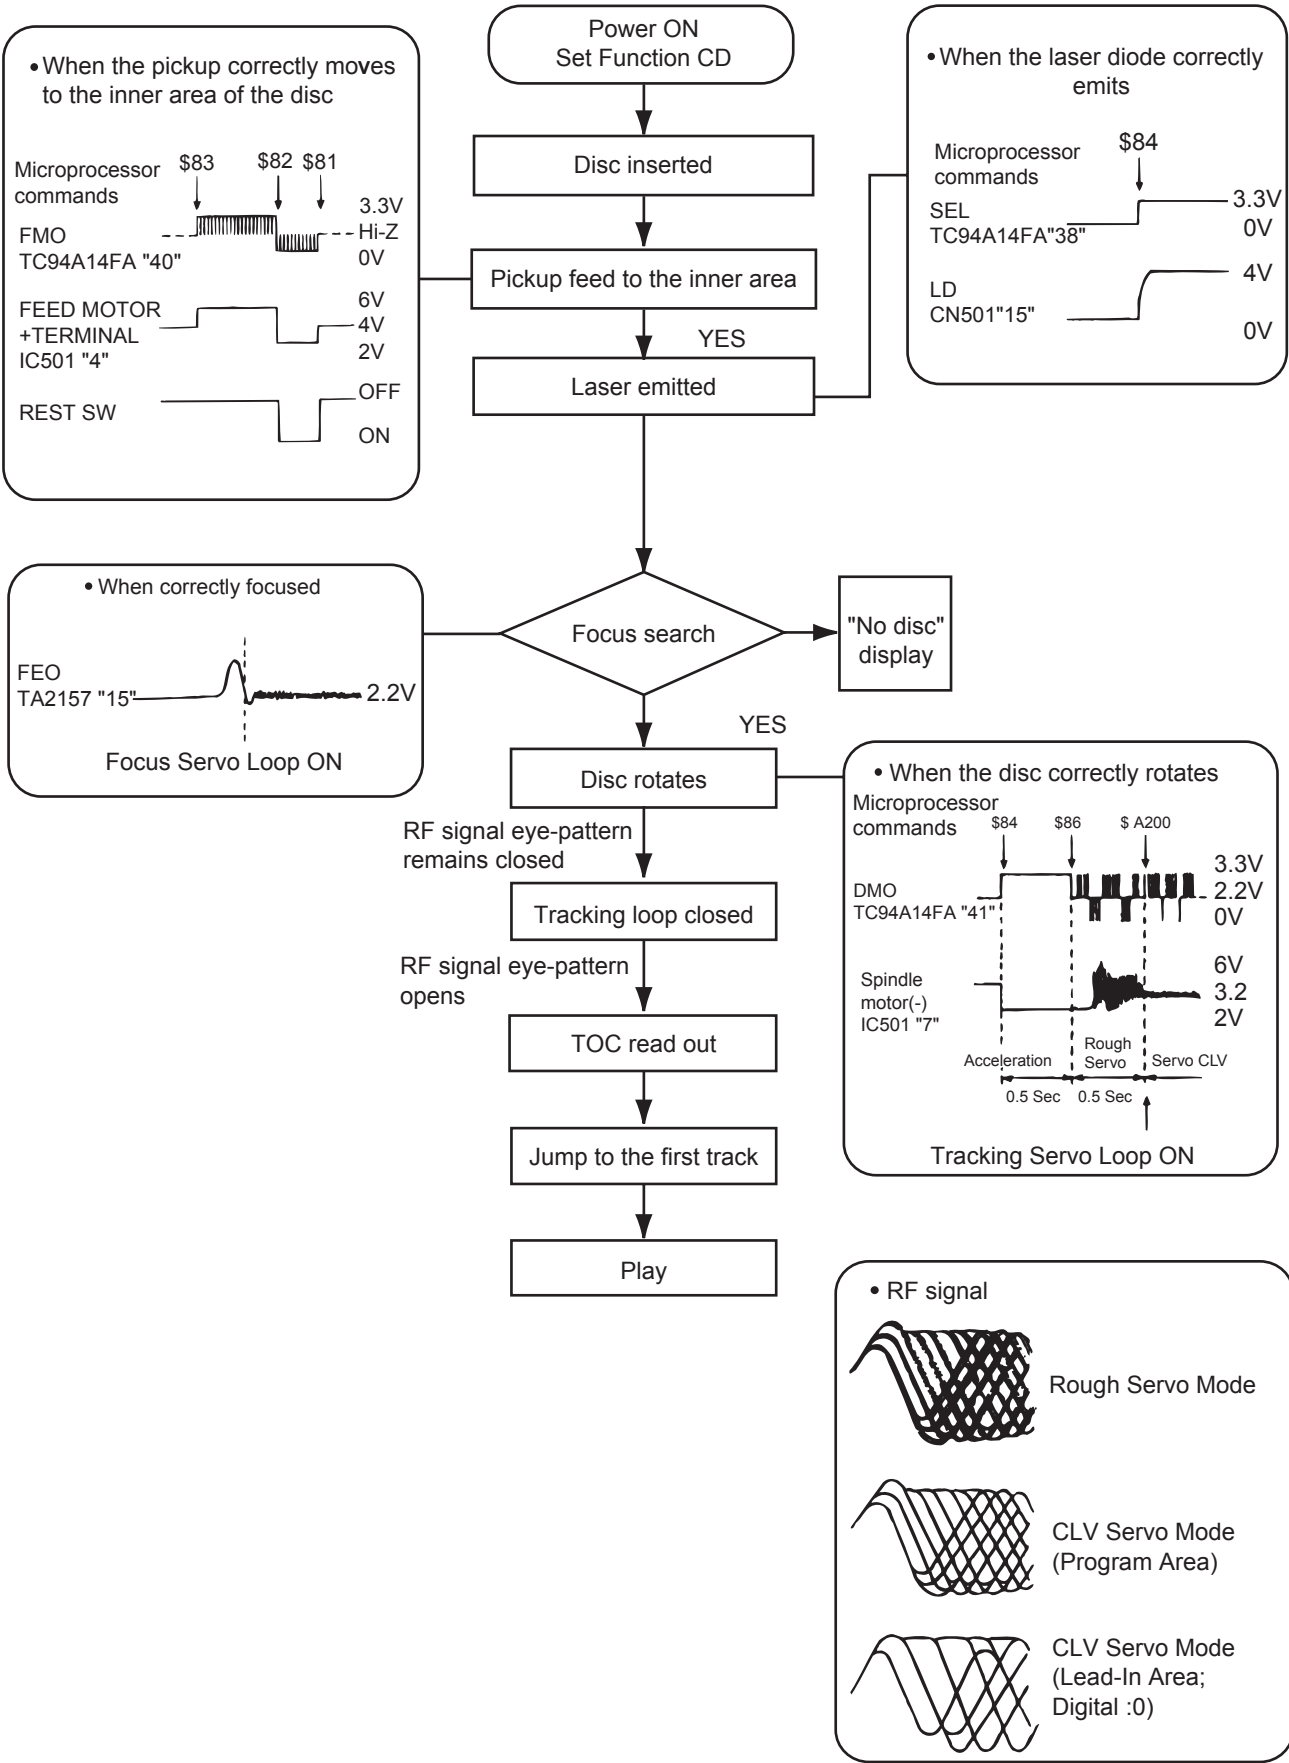 Power ON
Set Function CD
• When the pickup correctly moves
to the inner area of the disc
Microprocessor
commands
$83 $82 $81
FMO
TC94A14FA "40"
3.3V
Hi-Z
0V
FEED MOTOR
+TERMINAL
IC501 "4"
6V
4V
2V
REST SW
OFF
ON
• When the laser diode correctly
emits
Microprocessor
commands
$84
SEL
TC94A14FA"38"
3.3V
0V
LD
CN501"15"
4V
0V
Disc inserted
Pickup feed to the inner area
YES
Laser emitted
• When correctly focused
FEO
TA2157 "15"
2.2V
Focus Servo Loop ON
Focus search
"No disc"
display
YES
Disc rotates
RF signal eye-pattern
remains closed
Tracking loop closed
RF signal eye-pattern
opens
TOC read out
Jump to the first track
Play
• When the disc correctly rotates
Microprocessor
commands
$84 $86 $ A200
DMO
TC94A14FA "41"
3.3V
2.2V
0V
Spindle
motor(-)
IC501 "7"
6V
3.2
2V
Acceleration
Rough
Servo
Servo CLV
0.5 Sec 0.5 Sec
Tracking Servo Loop ON
• RF signal
Rough Servo Mode
CLV Servo Mode
(Program Area)
CLV Servo Mode
(Lead-In Area;
Digital :0)